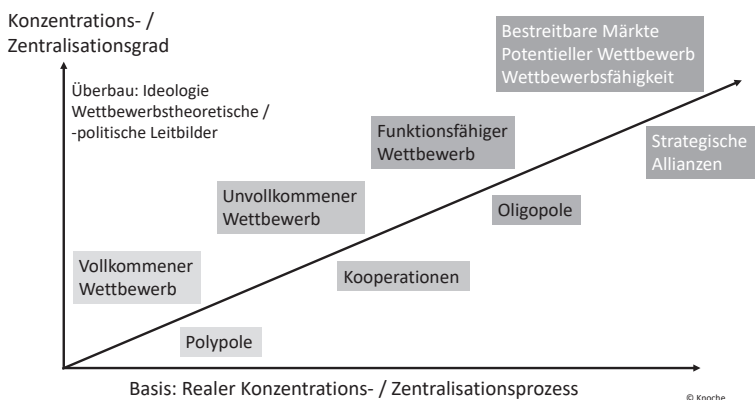 Konzentrations- /
Zentralisationsgrad
Bestreitbare Märkte
Potentieller Wettbewerb
Wettbewerbsfähigkeit
Überbau: Ideologie
Wettbewerbstheoretische /
-politische Leitbilder
Funktionsfähiger
Wettbewerb
Strategische
Allianzen
Unvollkommener
Wettbewerb
Oligopole
Vollkommener
Wettbewerb
Kooperationen
Polypole
Basis: Realer Konzentrations- / Zentralisationsprozess
© Knoche